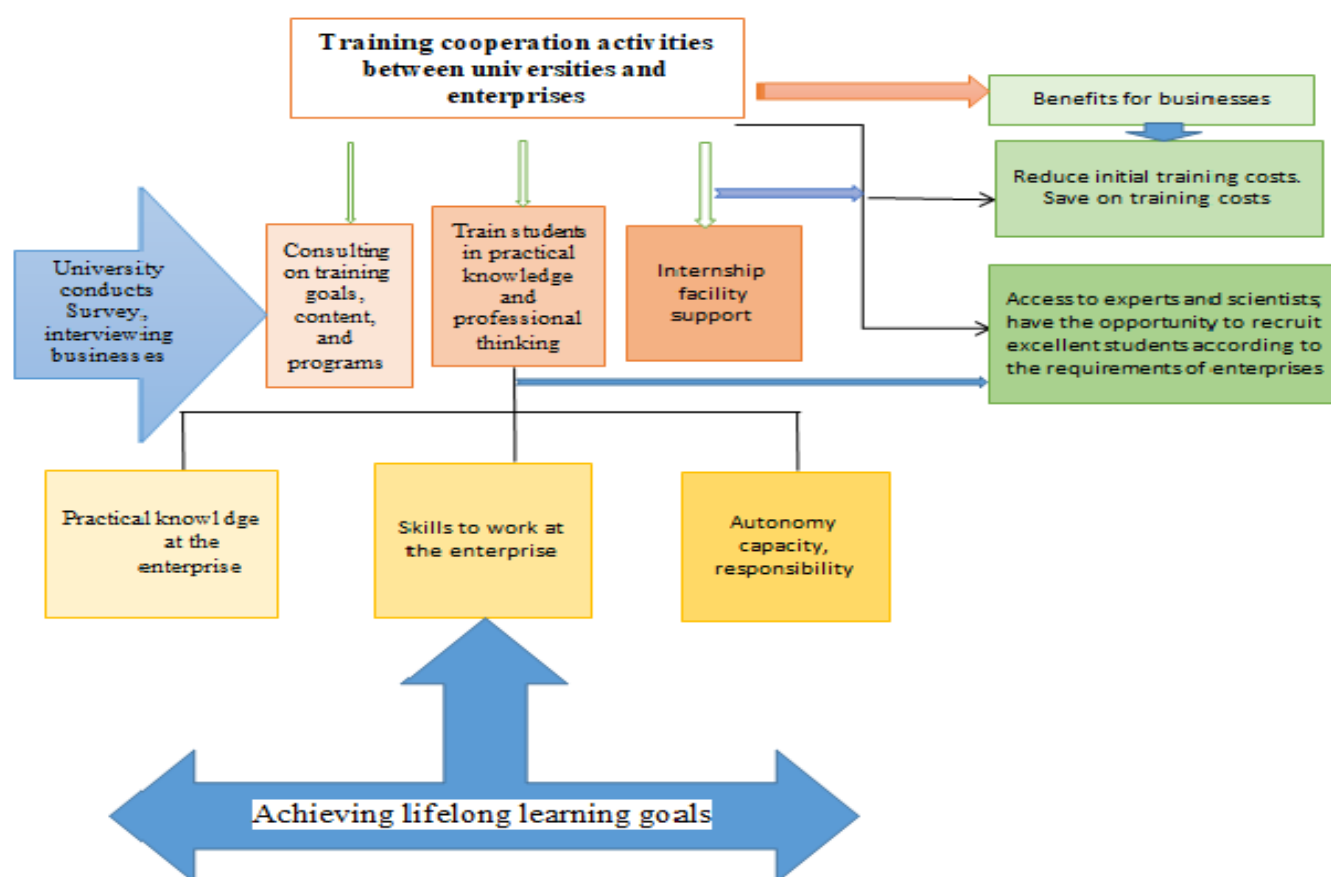 Training cooperation activities
between universities and
enterprises
Benefits for businesses
Reduce initial training costs.
Save on training costs
University
conducts
Survey,
interviewing
businesses
Consulting
on training
goals,
content,
and
programs
Train students
in practical
knowledge
and
professional
thinking
Internship
facility
support
Access to experts and scientists;
have the opportunity to recruit
excellent students according to
the requirements of enterprises
Practical knowl dge
at the
enterprise
Skills to work at
the enterprise
Autonomy
capacity,
responsibility
Achieving lifelong learning goals